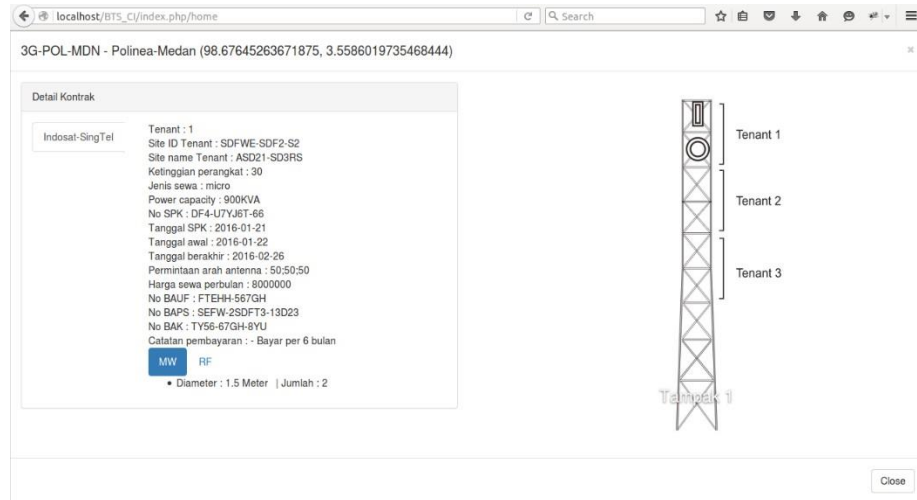 localhost/BTS_CI/index.php/home
Search
3G-POL-MDN - Polinea-Medan (98.67645263671875, 3.5586019735468444)
Detail Kontrak
Indosat-SingTel
Tenant : 1
Site ID Tenant : SDFWE-SDF2-S2
Site name Tenant : ASD21-SD3RS
Ketinggian perangkat : 30
Jenis sewa : micro
Power capacity : 900KVA
No SPK : DF4-U7YJ6T-66
Tanggal SPK : 2016-01-21
Tanggal awal : 2016-01-22
Tanggal berakhir : 2016-02-26
Permintaan arah antenna : 50;50;50
Harga sewa perbulan : 8000000
No BAUF : FTEHH-567GH
No BAPS : SEFW-2SDFT3-13D23
No BAK : TY56-67GH-8YU
Catatan pembayaran : - Bayar per 6 bulan
MW RF
• Diameter : 1.5 Meter | Jumlah : 2
Tenant 1
Tenant 2
Tenant 3
Tampak 1
Close